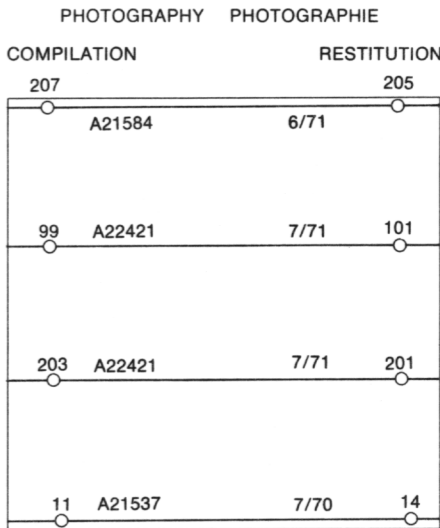 PHOTOGRAPHY PHOTOGRAPHIE
COMPILATION RESTITUTION
207 205
A21584 6/71
99 A22421 7/71 101
203 A22421 7/71 201
11 A21537 7/70 14